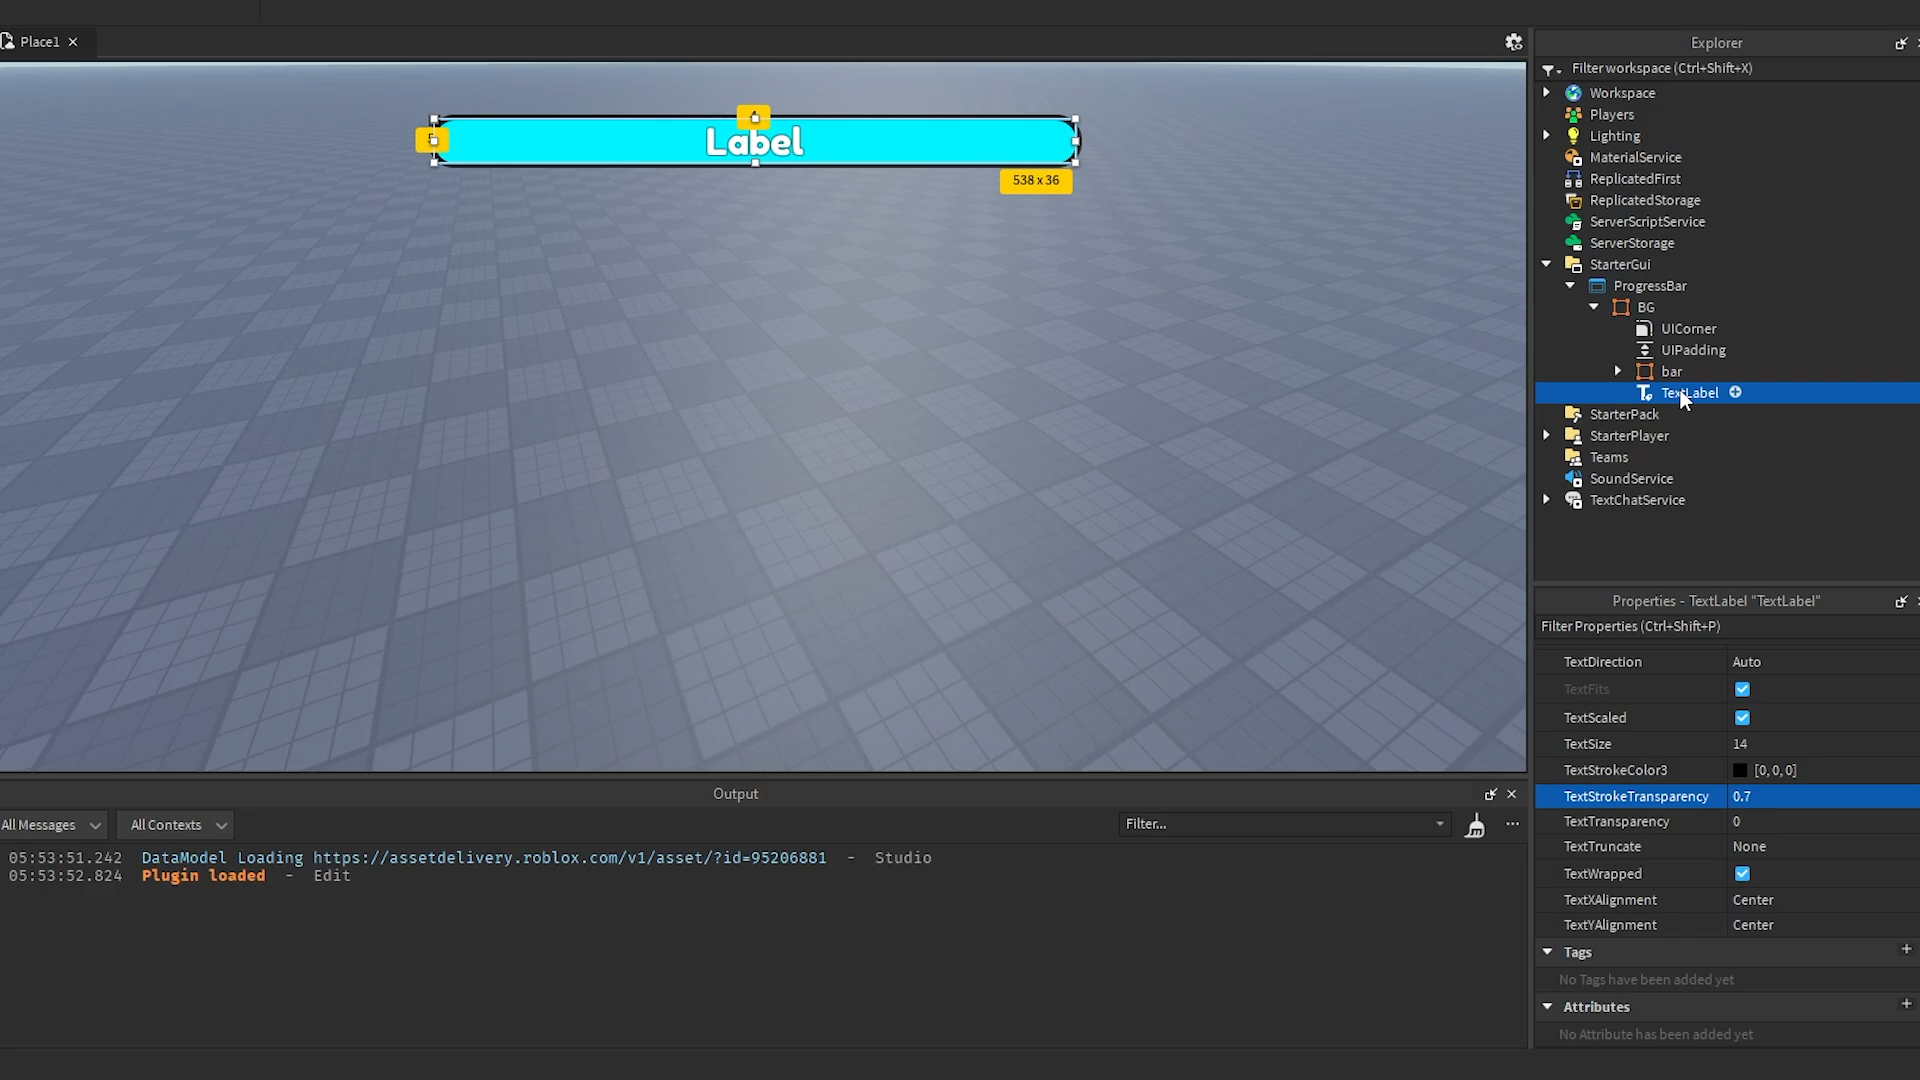 Place1
Explorer
Filter workspace (Ctrl+Shift+X)
Workspace
Players
Lighting
MaterialService
ReplicatedFirst
ReplicatedStorage
ServerScriptService
ServerStorage
StarterGui
ProgressBar
BG
UICorner
UIPadding
bar
TextLabel
StarterPack
StarterPlayer
Teams
SoundService
TextChatService
Label
538 x 36
Properties - TextLabel "TextLabel"
Filter Properties (Ctrl+Shift+P)
TextDirection Auto
TextFits
TextScaled
TextSize 14
TextStrokeColor3 [0, 0, 0]
TextStrokeTransparency 0.7
TextTransparency 0
TextTruncate None
TextWrapped
TextXAlignment Center
TextYAlignment Center
Tags
No Tags have been added yet
Attributes
No Attribute has been added yet
Output
All Messages All Contexts Filter...
05:53:51.242 DataModel Loading https://assetdelivery.roblox.com/v1/asset/?id=95206881 - Studio
05:53:52.824 Plugin loaded - Edit